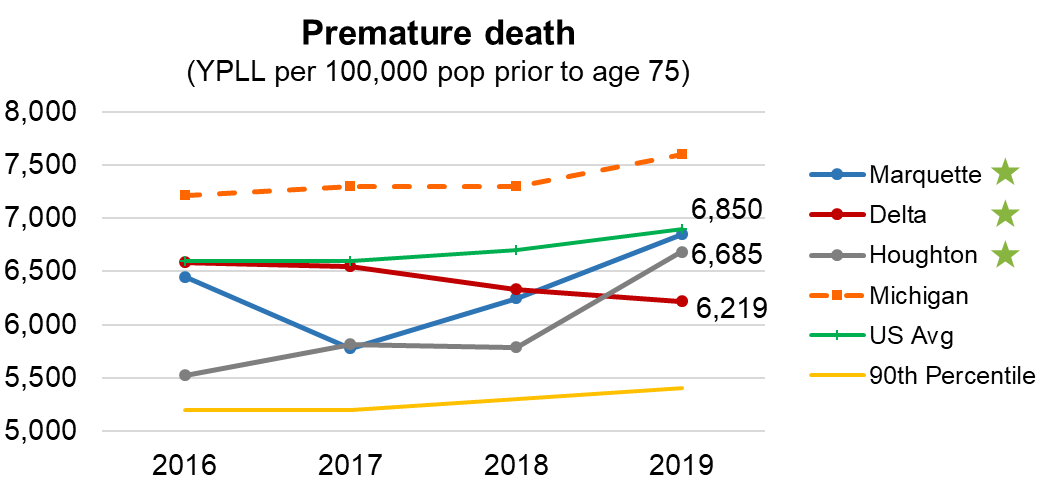 Premature death
(YPLL per 100,000 pop prior to age 75)
8,000
7,500
7,000
6,500
6,000
5,500
5,000
6,850
6,685
6,219
2016 2017 2018 2019
Marquette
Delta
Houghton
Michigan
US Avg
90th Percentile